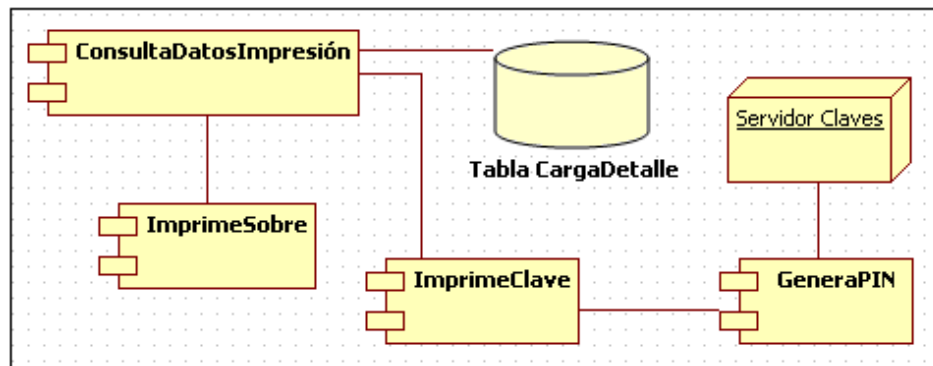 ConsultaDatosImpresión
Servidor Claves
Tabla CargaDetalle
ImprimeSobre
ImprimeClave
GeneraPIN